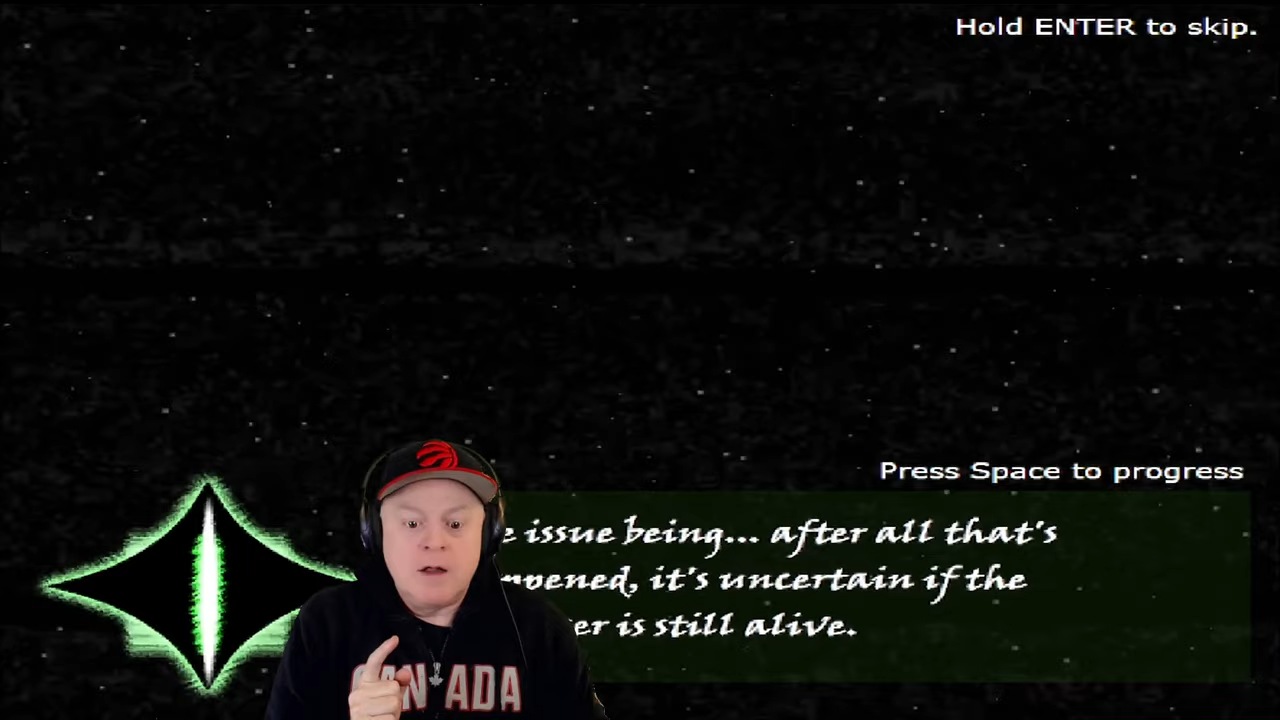 Hold ENTER to skip.
Press Space to progress
issue being... after all that's
it's uncertain if the
is still alive.
CANADA